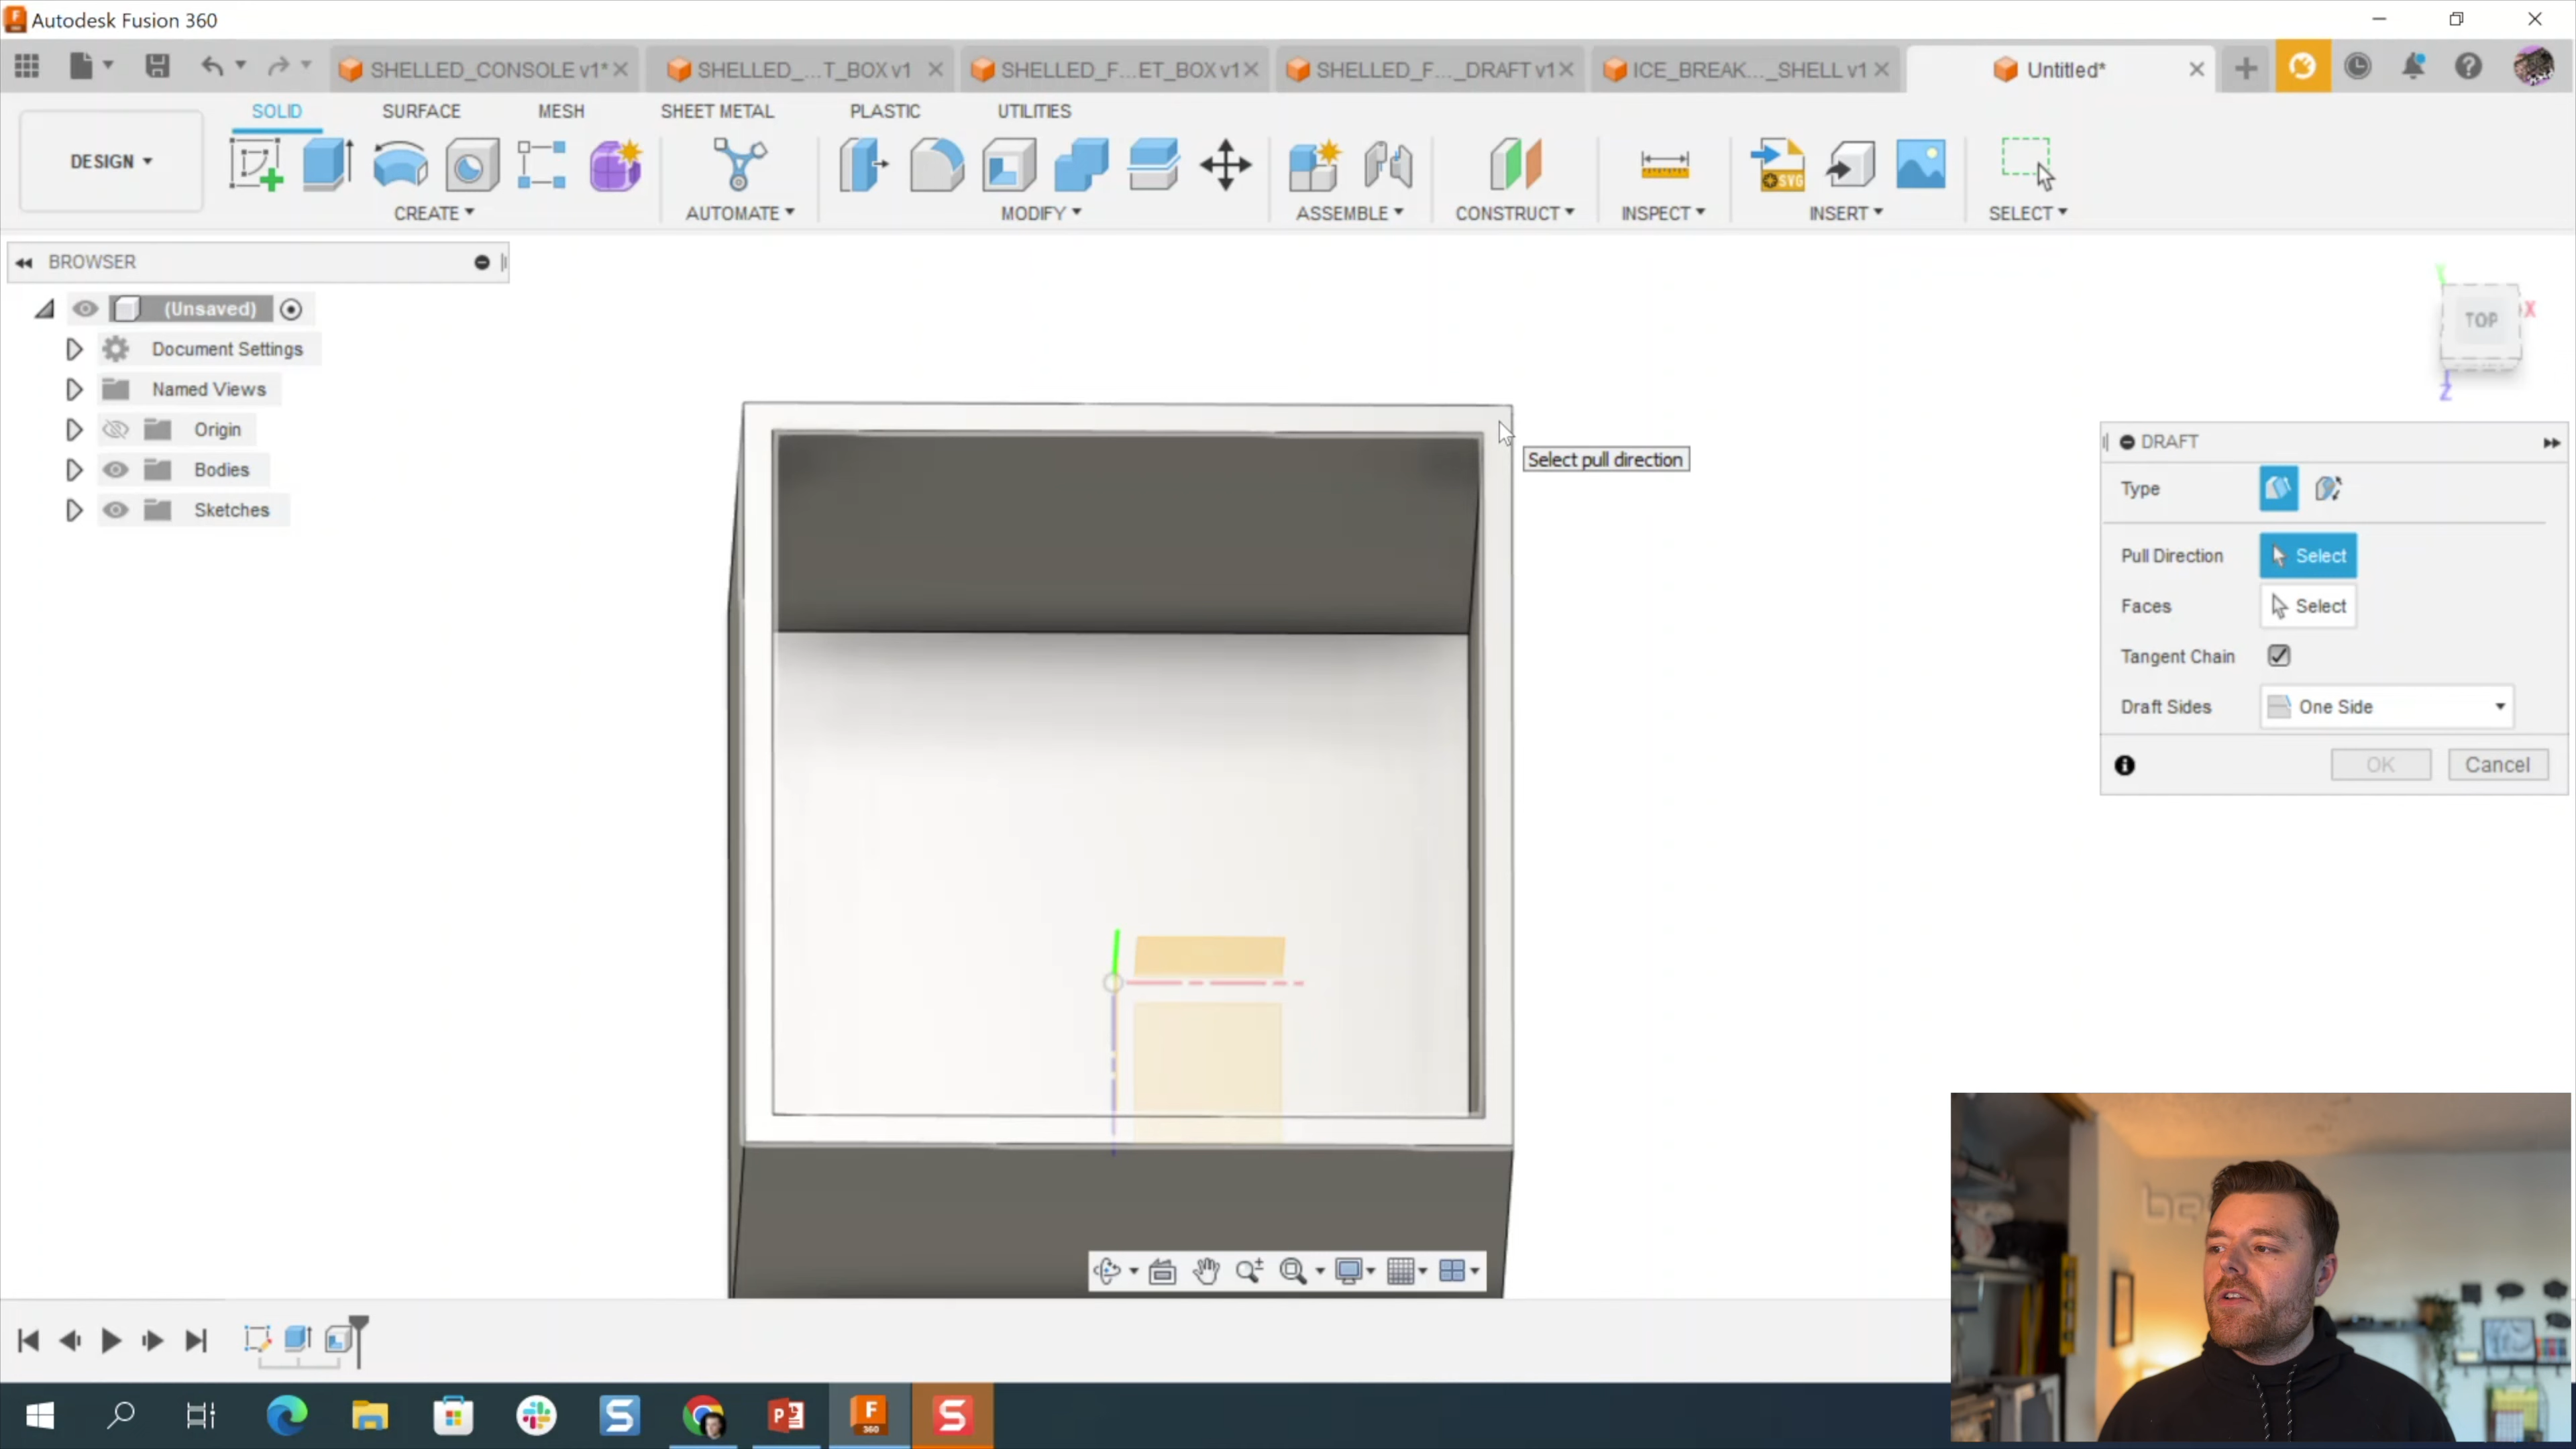 Autodesk Fusion 360
SHELLED_CONSOLE v1*
SHELLED_...T_BOX v1
SHELLED_F...ET_BOX v1
SHELLED_F..._DRAFT v1
ICE_BREAK..._SHELL v1
Untitled*
SOLID
SURFACE
MESH
SHEET METAL
PLASTIC
UTILITIES
DESIGN
SVG
CREATE
AUTOMATE
MODIFY
ASSEMBLE
CONSTRUCT
INSPECT
INSERT
SELECT
BROWSER
(Unsaved)
Document Settings
Named Views
Origin
Bodies
Sketches
Y
TOP
X
Z
Select pull direction
DRAFT
Type
Pull Direction
Select
Faces
Select
Tangent Chain
Draft Sides
One Side
OK
Cancel
S
P
F
360
S